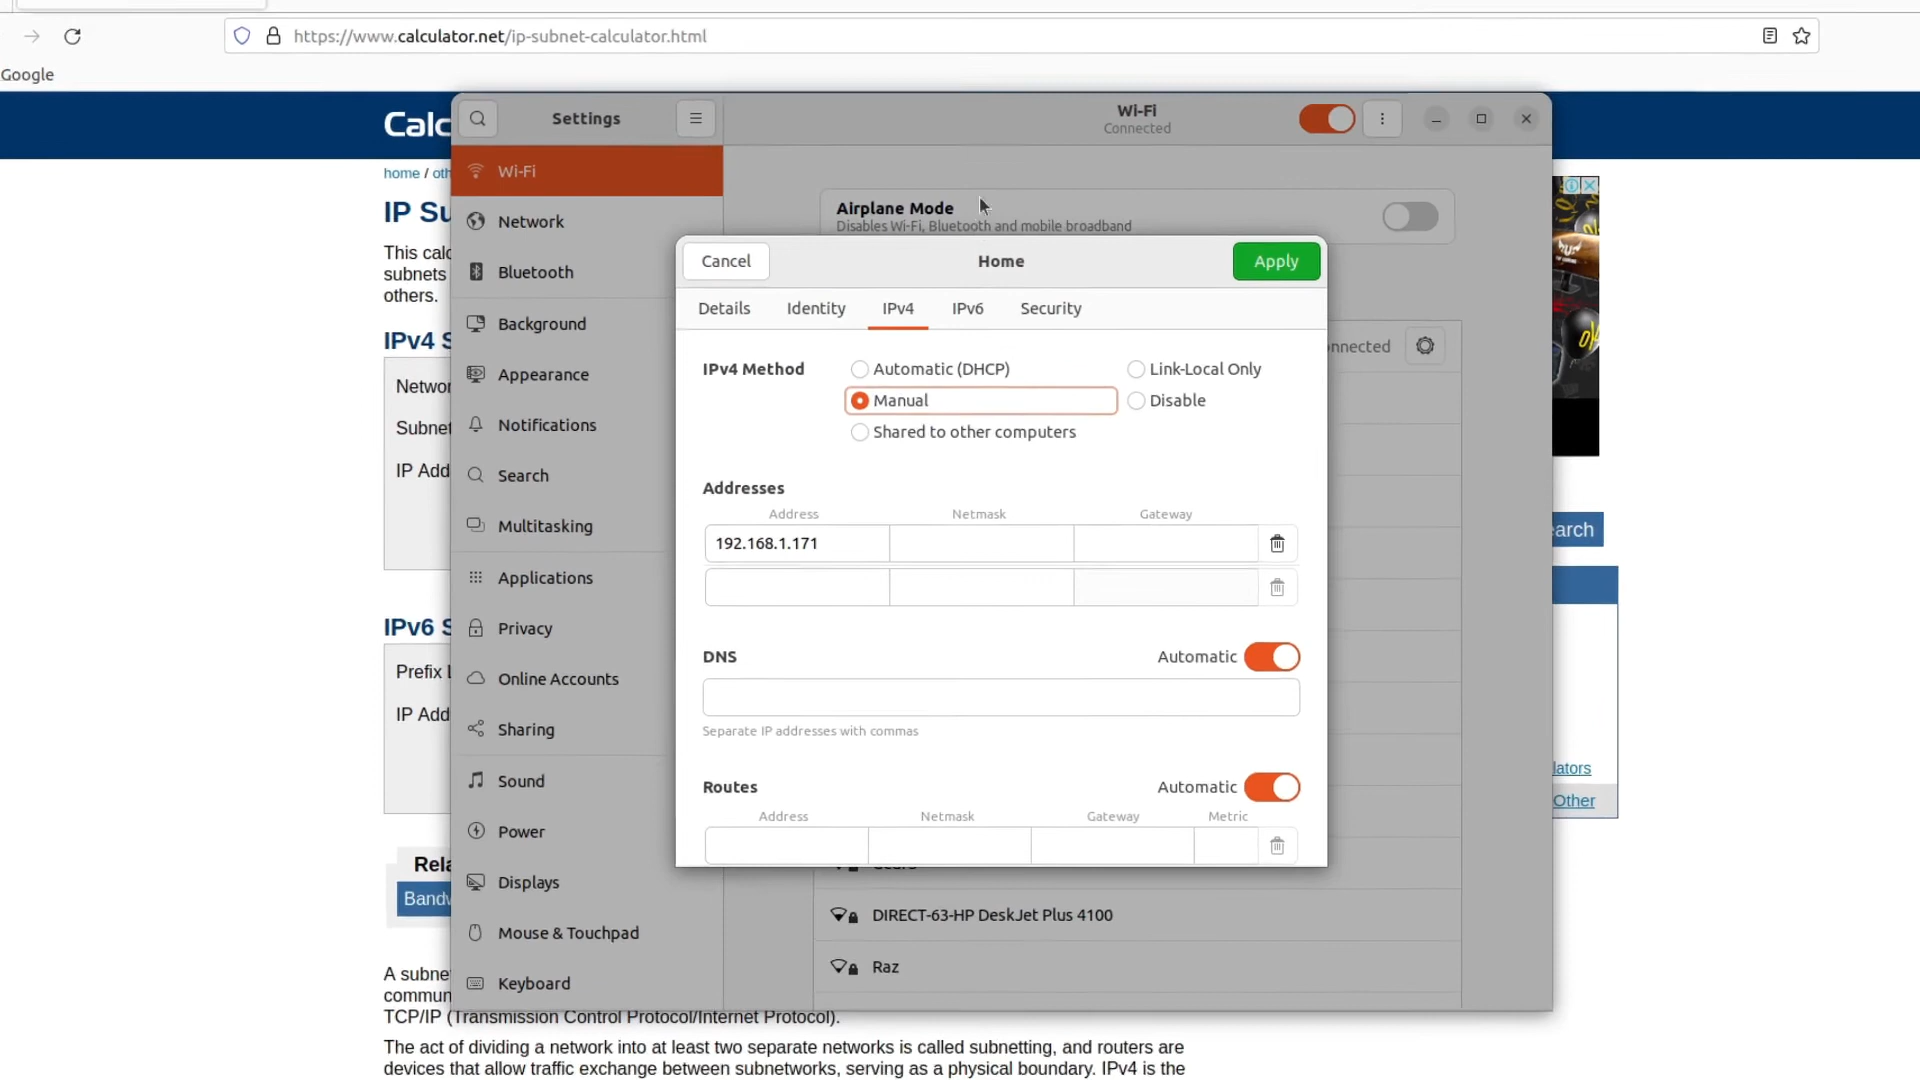 https://www.calculator.net/ip-subnet-calculator.html
Google
Calc
home / oth
IP Su
This calc
subnets
others.
IPv4 S
Networ
Subnet
IP Add
IPv6 S
Prefix L
IP Add
Rela
Bandw
A subne
commun
TCP/IP (Transmission Control Protocol/Internet Protocol).
The act of dividing a network into at least two separate networks is called subnetting, and routers are
devices that allow traffic exchange between subnetworks, serving as a physical boundary. IPv4 is the
Settings
Wi-Fi
Network
Bluetooth
Background
Appearance
Notifications
Search
Multitasking
Applications
Privacy
Online Accounts
Sharing
Sound
Power
Displays
Mouse & Touchpad
Keyboard
Wi-Fi
Connected
Airplane Mode
Disables Wi-Fi, Bluetooth and mobile broadband
nnected
Cancel
Home
Apply
Details Identity IPv4 IPv6 Security
IPv4 Method
Automatic (DHCP)
Link-Local Only
Manual
Disable
Shared to other computers
Addresses
Address Netmask Gateway
192.168.1.171
DNS
Automatic
Separate IP addresses with commas
Routes
Automatic
Address Netmask Gateway Metric
DIRECT-63-HP DeskJet Plus 4100
Raz
earch
lators
Other